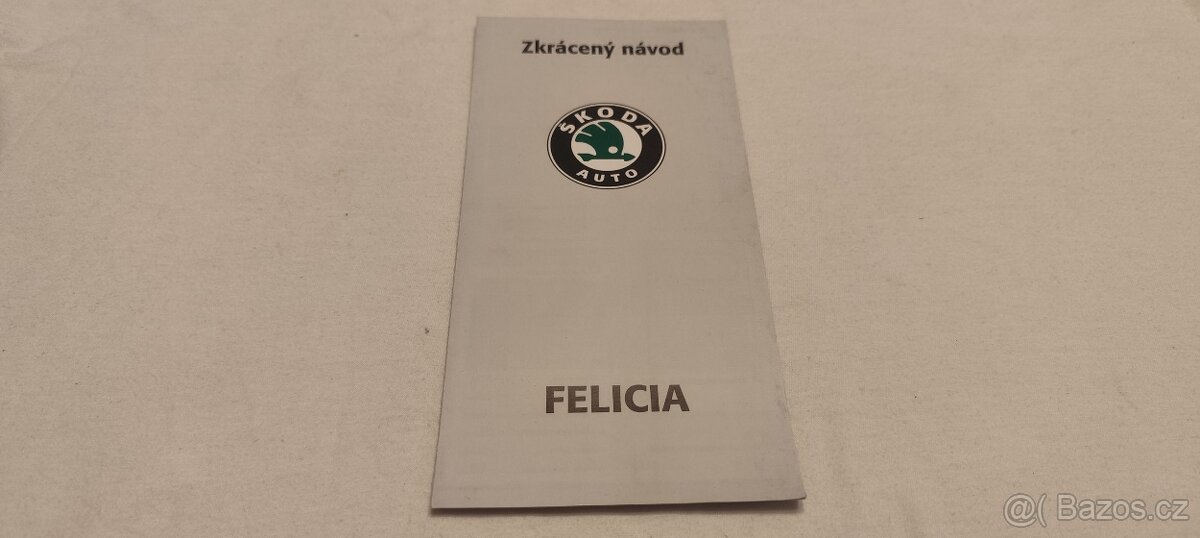 Zkrácený návod
ŠKODA
AUTO
FELICIA
@( Bazos.cz